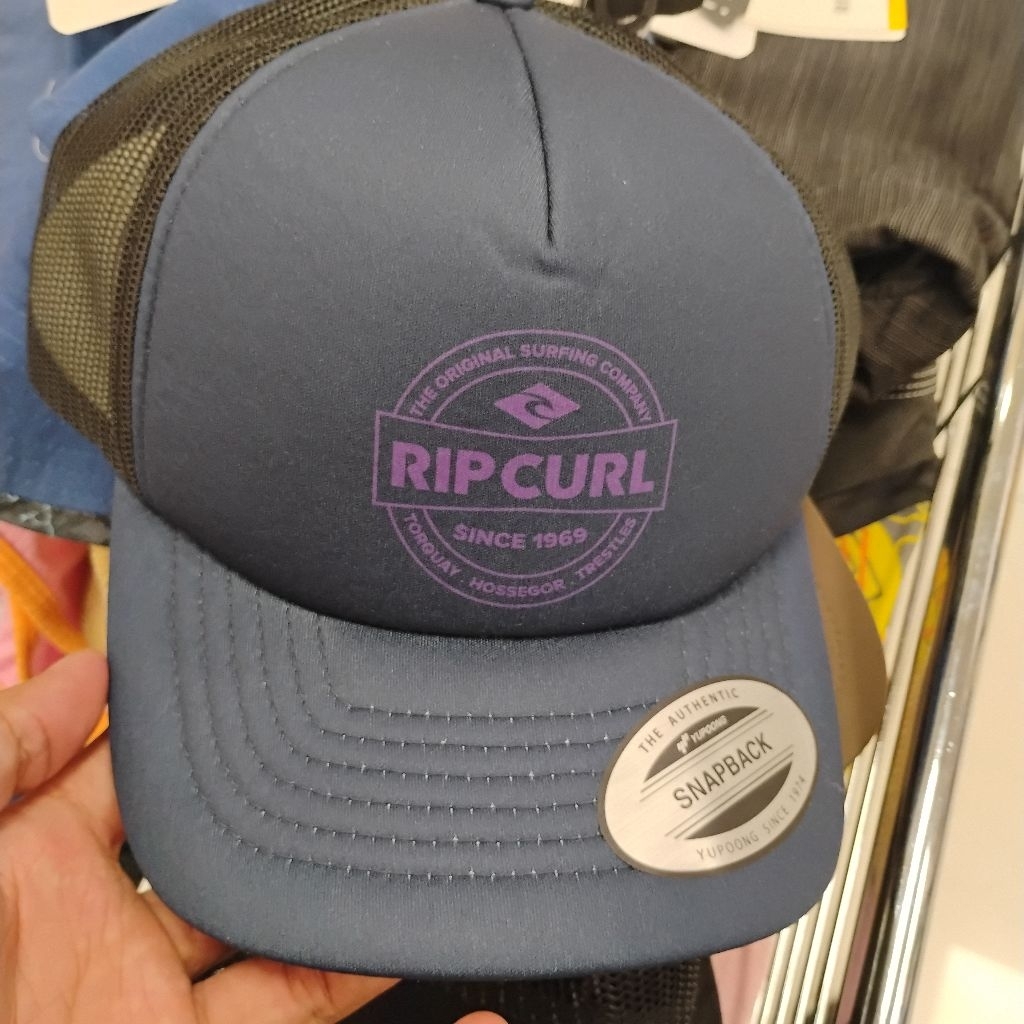 THE ORIGINAL SURFING COMPANY
RIP CURL
SINCE 1969
TORQUAY . HOSSEGOR . TRESTLES
THE AUTHENTIC
YUPOONG
SNAPBACK
YUPOONG SINCE 1974